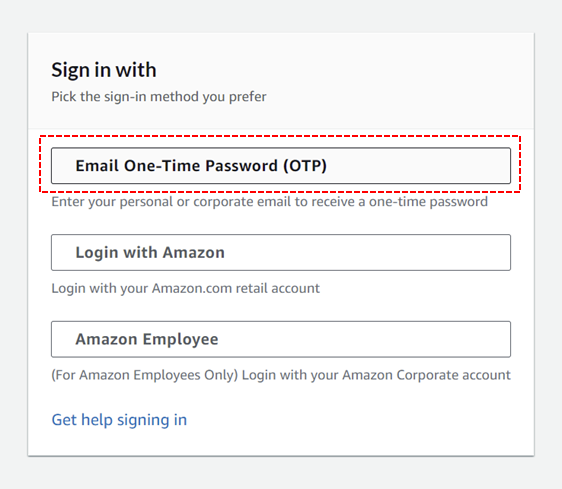 Sign in with
Pick the sign-in method you prefer
Email One-Time Password (OTP)
Enter your personal or corporate email to receive a one-time password
Login with Amazon
Login with your Amazon.com retail account
Amazon Employee
(For Amazon Employees Only) Login with your Amazon Corporate account
Get help signing in